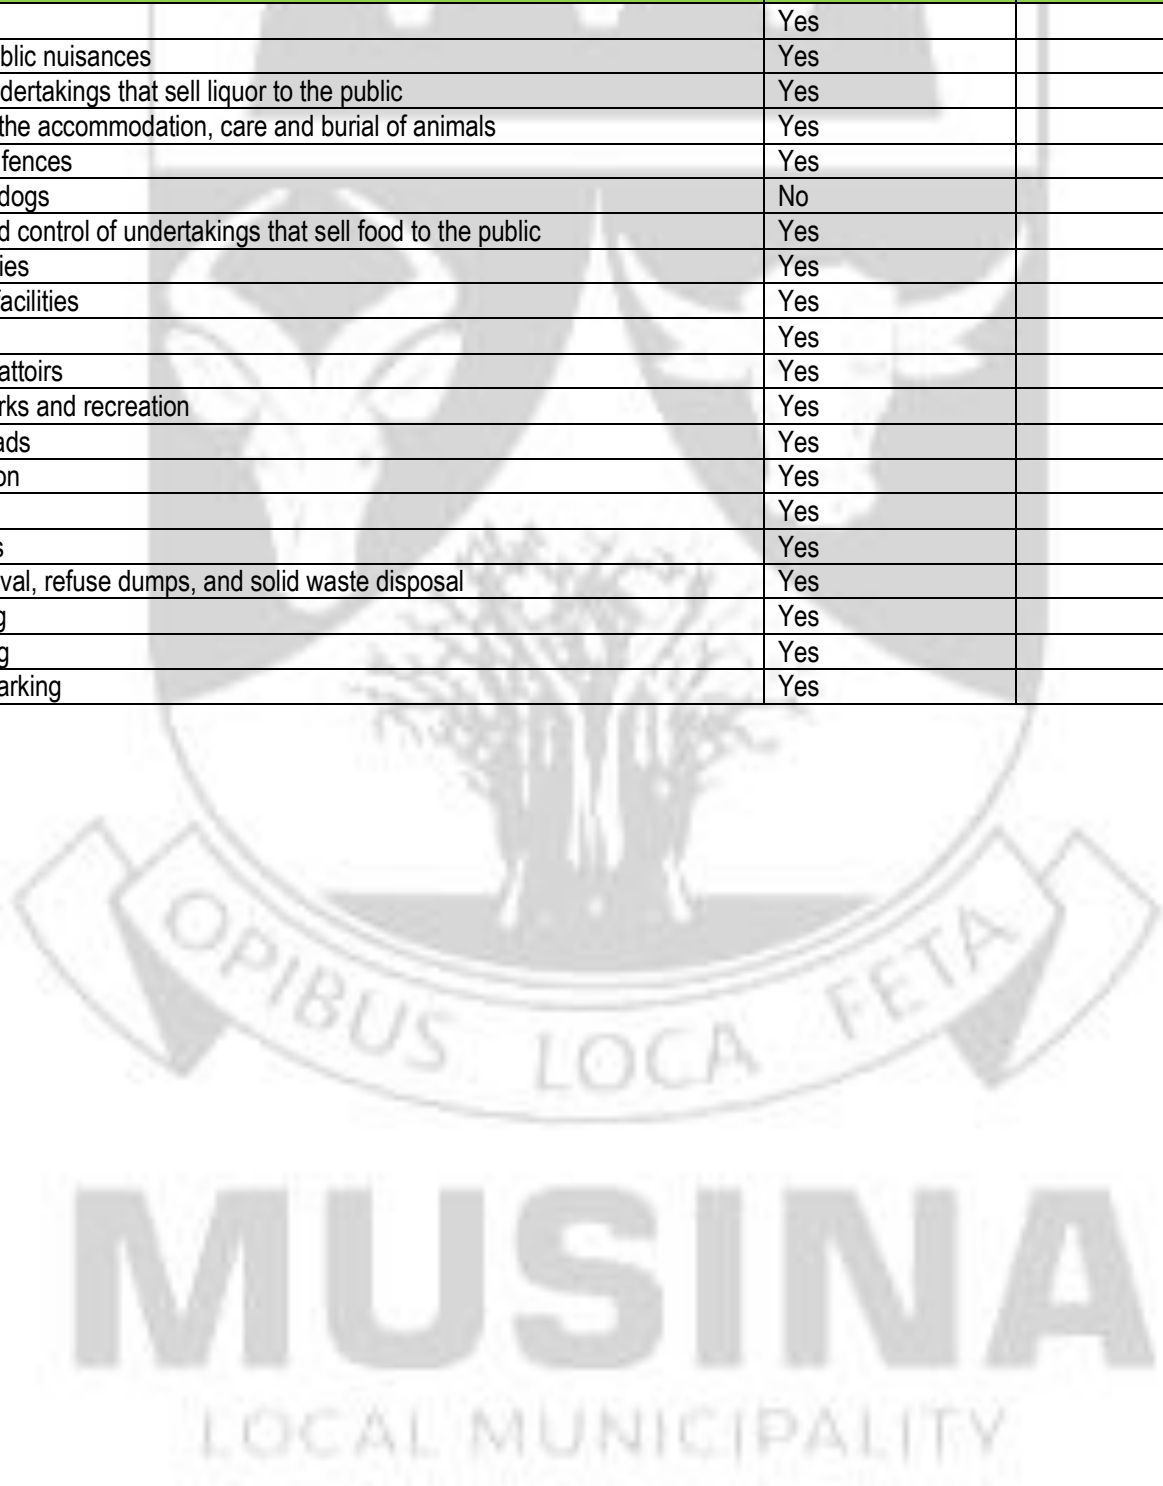 Yes
blic nuisances Yes
dertakings that sell liquor to the public Yes
the accommodation, care and burial of animals Yes
fences Yes
dogs No
d control of undertakings that sell food to the public Yes
ies Yes
acilities Yes
Yes
attoirs Yes
rks and recreation Yes
ads Yes
on Yes
Yes
s Yes
val, refuse dumps, and solid waste disposal Yes
g Yes
g Yes
arking Yes
OPIBUS LOCA FETA
MUSINA
LOCAL MUNICIPALITY